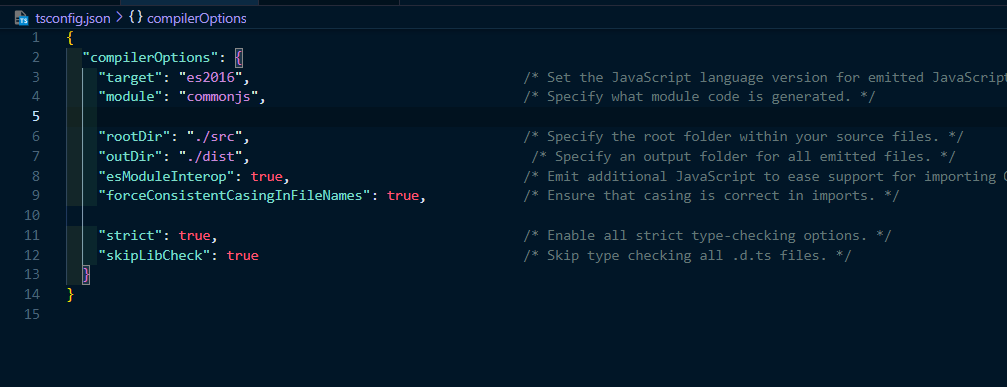 tsconfig.json > {} compilerOptions
1 {
2 "compilerOptions": {
3 "target": "es2016", /* Set the JavaScript language version for emitted JavaScript
4 "module": "commonjs", /* Specify what module code is generated. */
5
6 "rootDir": "./src", /* Specify the root folder within your source files. */
7 "outDir": "./dist", /* Specify an output folder for all emitted files. */
8 "esModuleInterop": true, /* Emit additional JavaScript to ease support for importing
9 "forceConsistentCasingInFileNames": true, /* Ensure that casing is correct in imports. */
10
11 "strict": true, /* Enable all strict type-checking options. */
12 "skipLibCheck": true /* Skip type checking all .d.ts files. */
13 }
14 }
15